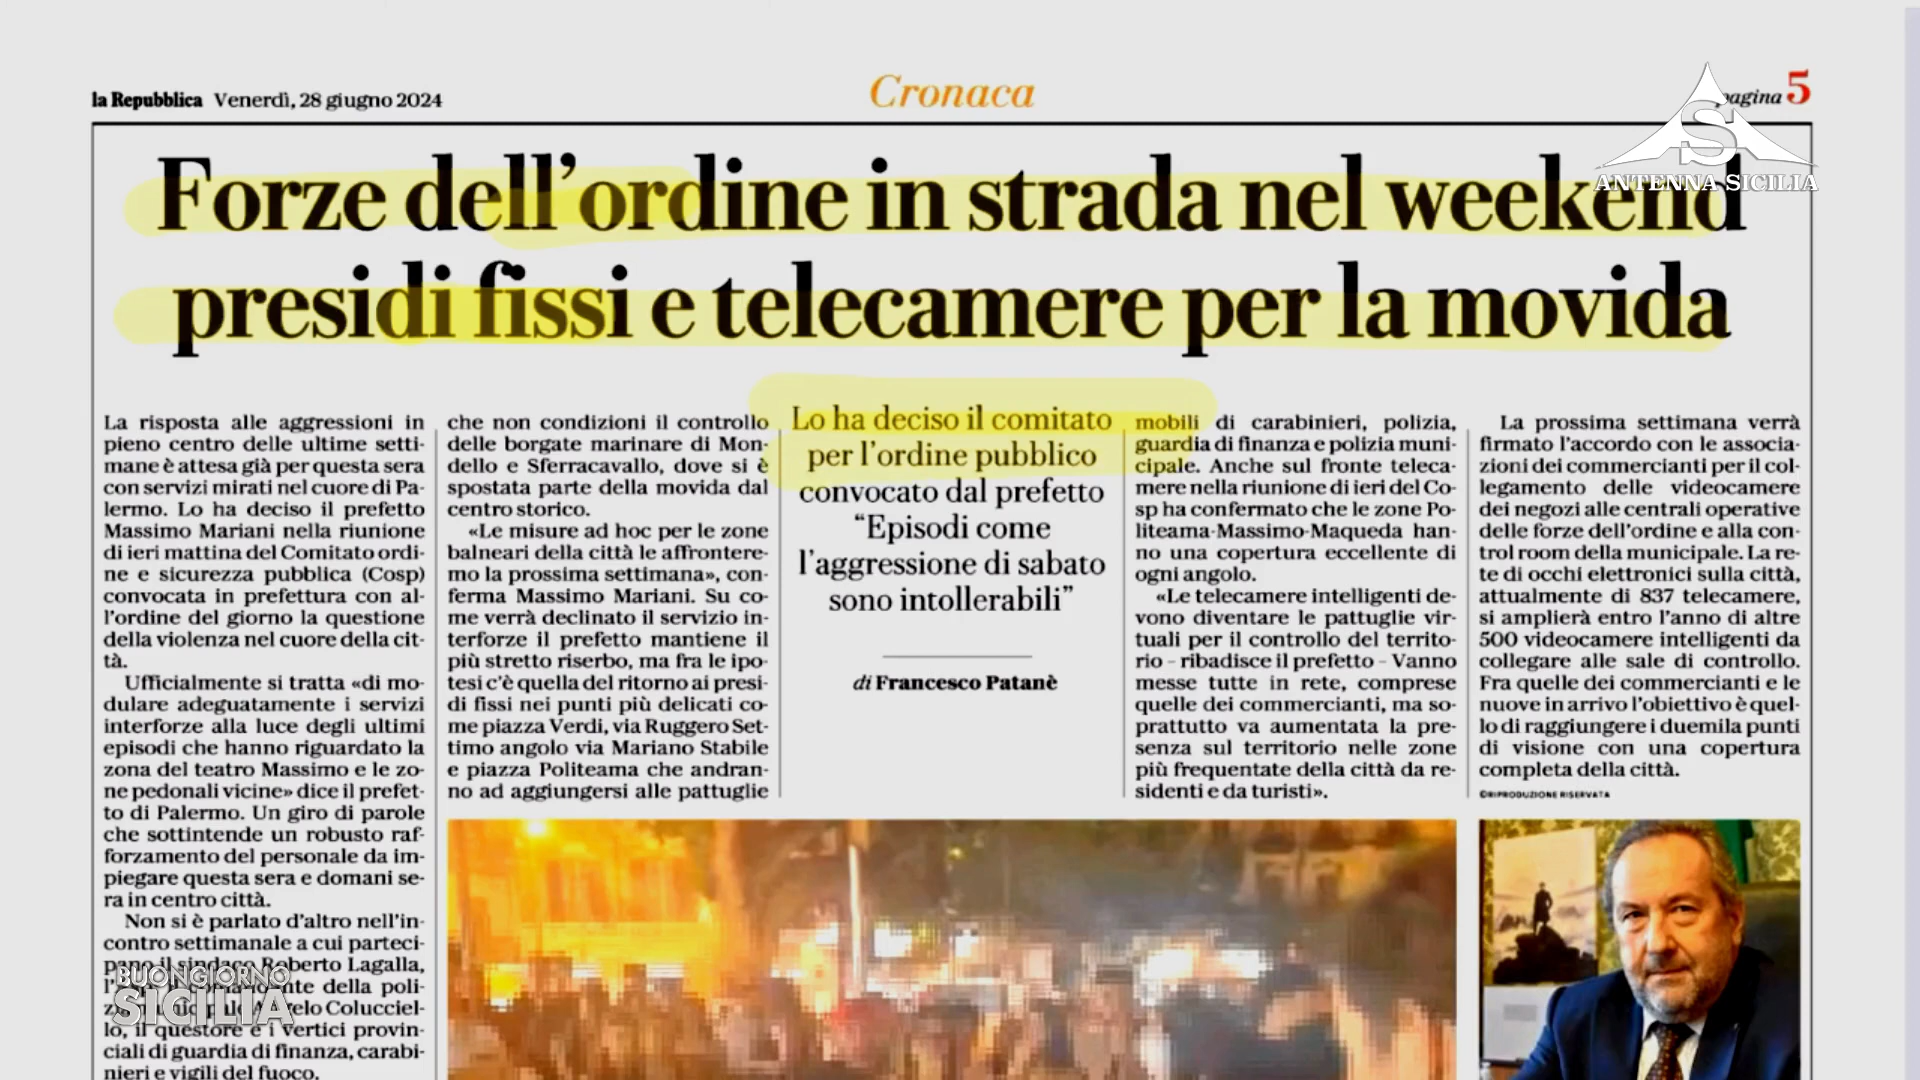 la Repubblica Venerdì, 28 giugno 2024
Cronaca
pagina 5
ANTENNA SICILIA
Forze dell'ordine in strada nel weekend
presidi fissi e telecamere per la movida
La risposta alle aggressioni in
pieno centro delle ultime setti-
mane è attesa già per questa sera
con servizi mirati nel cuore di Pa-
lermo. Lo ha deciso il prefetto
Massimo Mariani nella riunione
di ieri mattina del Comitato ordi-
ne e sicurezza pubblica (Cosp)
convocata in prefettura con al-
l'ordine del giorno la questione
della violenza nel cuore della cit-
tà.
Ufficialmente si tratta «di mo-
dulare adeguatamente i servizi
interforze alla luce degli ultimi
episodi che hanno riguardato la
zona del teatro Massimo e le zo-
ne pedonali vicine» dice il prefet-
to di Palermo. Un giro di parole
che sottintende un robusto raf-
forzamento del personale da im-
piegare questa sera e domani se-
ra in centro città.
Non si è parlato d'altro nell'in-
contro settimanale a cui parteci-
pano il sindaco Roberto Lagalla,
della poli-
Colucciel-
lo, il questore e i vertici provin-
ciali di guardia di finanza, carabi-
nieri e vigili del fuoco.
che non condizioni il controllo
delle borgate marinare di Mon-
dello e Sferracavallo, dove si è
spostata parte della movida dal
centro storico.
«Le misure ad hoc per le zone
balneari della città le affrontere-
mo la prossima settimana», con-
ferma Massimo Mariani. Su co-
me verrà declinato il servizio in-
terforze il prefetto mantiene il
più stretto riserbo, ma fra le ipo-
tesi c'è quella del ritorno ai presi-
di fissi nei punti più delicati co-
me piazza Verdi, via Ruggero Set-
timo angolo via Mariano Stabile
e piazza Politeama che andran-
no ad aggiungersi alle pattuglie
Lo ha deciso il comitato
per l'ordine pubblico
convocato dal prefetto
“Episodi come
l'aggressione di sabato
sono intollerabili”
di Francesco Patanè
mobili di carabinieri, polizia,
guardia di finanza e polizia muni-
cipale. Anche sul fronte teleca-
mere nella riunione di ieri del Co-
sp ha confermato che le zone Po-
liteama-Massimo-Maqueda han-
no una copertura eccellente di
ogni angolo.
«Le telecamere intelligenti de-
vono diventare le pattuglie vir-
tuali per il controllo del territo-
rio – ribadisce il prefetto – Vanno
messe tutte in rete, comprese
quelle dei commercianti, ma so-
prattutto va aumentata la pre-
senza sul territorio nelle zone
più frequentate della città da re-
sidenti e da turisti».
La prossima settimana verrà
firmato l'accordo con le associa-
zioni dei commercianti per il col-
legamento delle videocamere
dei negozi alle centrali operative
delle forze dell'ordine e alla con-
trol room della municipale. La re-
te di occhi elettronici sulla città,
attualmente di 837 telecamere,
si amplierà entro l'anno di altre
500 videocamere intelligenti da
collegare alle sale di controllo.
Fra quelle dei commercianti e le
nuove in arrivo l'obiettivo è quel-
lo di raggiungere i duemila punti
di visione con una copertura
completa della città.
©RIPRODUZIONE RISERVATA
BUONGIORNO
SICILIA